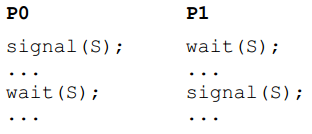 P0 P1
signal(S); wait(S);
... ...
wait(S); signal(S);
... ...